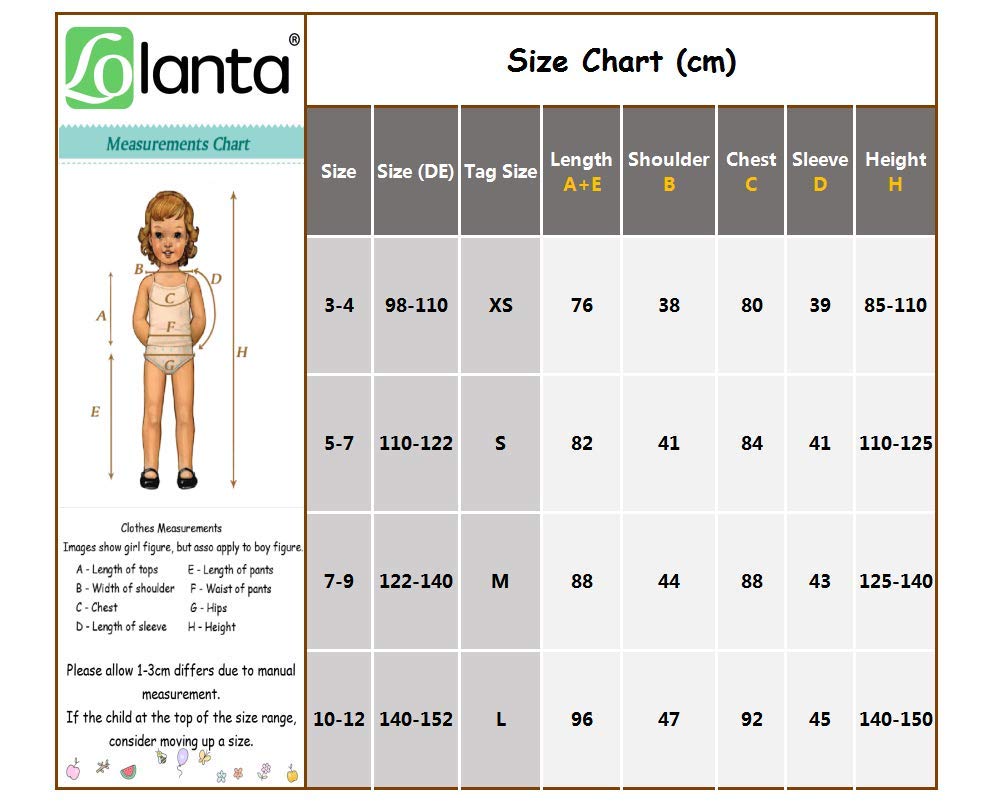 Lolanta®
Measurements Chart
B
D
C
A
F
H
G
E
Clothes Measurements
Images show girl figure, but asso apply to boy figure.
A - Length of tops E - Length of pants
B - Width of shoulder F - Waist of pants
C - Chest G - Hips
D - Length of sleeve H - Height
Please allow 1-3cm differs due to manual
measurement.
If the child at the top of the size range,
consider moving up a size.
Size Chart (cm)
Size Size (DE) Tag Size Length A+E Shoulder B Chest C Sleeve D Height H
3-4 98-110 XS 76 38 80 39 85-110
5-7 110-122 S 82 41 84 41 110-125
7-9 122-140 M 88 44 88 43 125-140
10-12 140-152 L 96 47 92 45 140-150